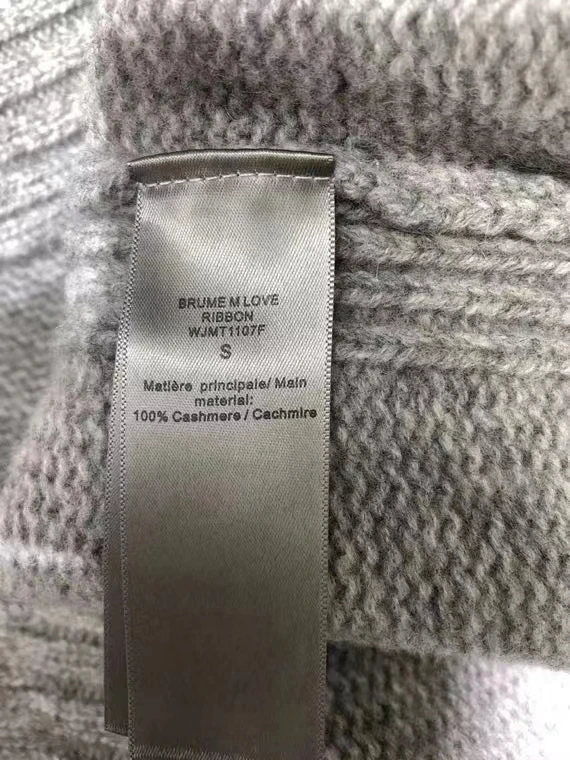 BRUME M LOVE
RIBBON
WJMT1107F
S
Matière principale/ Main
material:
100% Cashmere / Cachmire